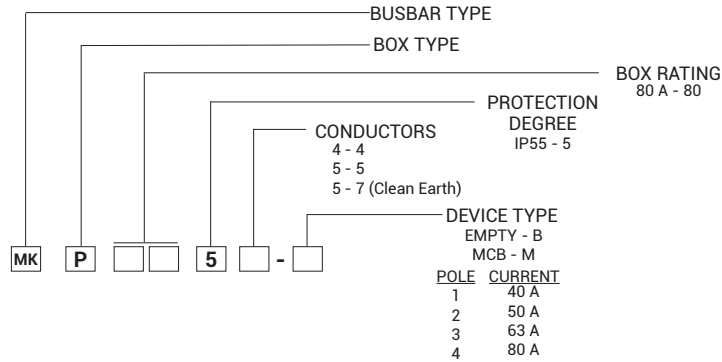 BUSBAR TYPE
BOX TYPE
BOX RATING
80 A - 80
PROTECTION
DEGREE
IP55 - 5
CONDUCTORS
4 - 4
5 - 5
5 - 7 (Clean Earth)
DEVICE TYPE
EMPTY - B
MCB - M
MK P 5 -
POLE CURRENT
1 40 A
2 50 A
3 63 A
4 80 A